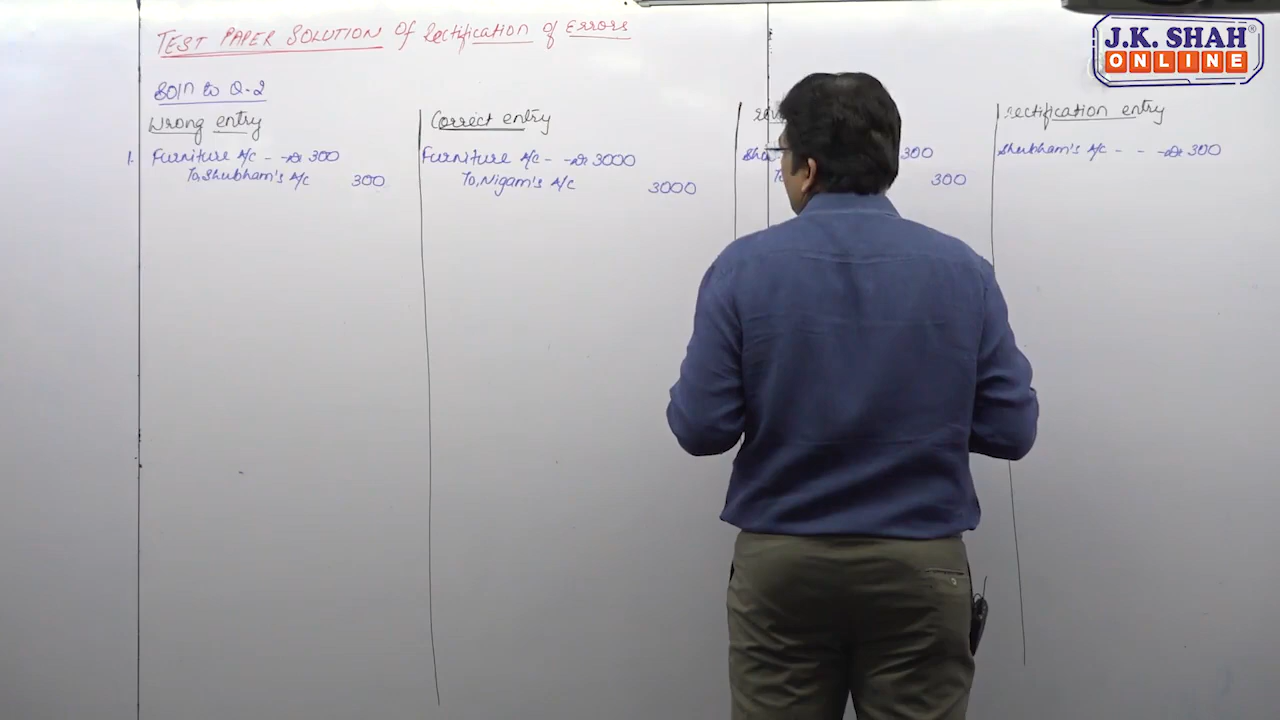 TEST PAPER SOLUTION Of Rectification of Errors
J.K. SHAH®
ONLINE
Soln to Q-2
Wrong entry
Correct entry
rectification entry
1. Furniture A/c - - Dr 300
To, Shubham's A/c 300
Furniture A/c - - Dr 3000
To, Nigam's A/c 3000
300
300
Shubham's A/c - - - Dr 300